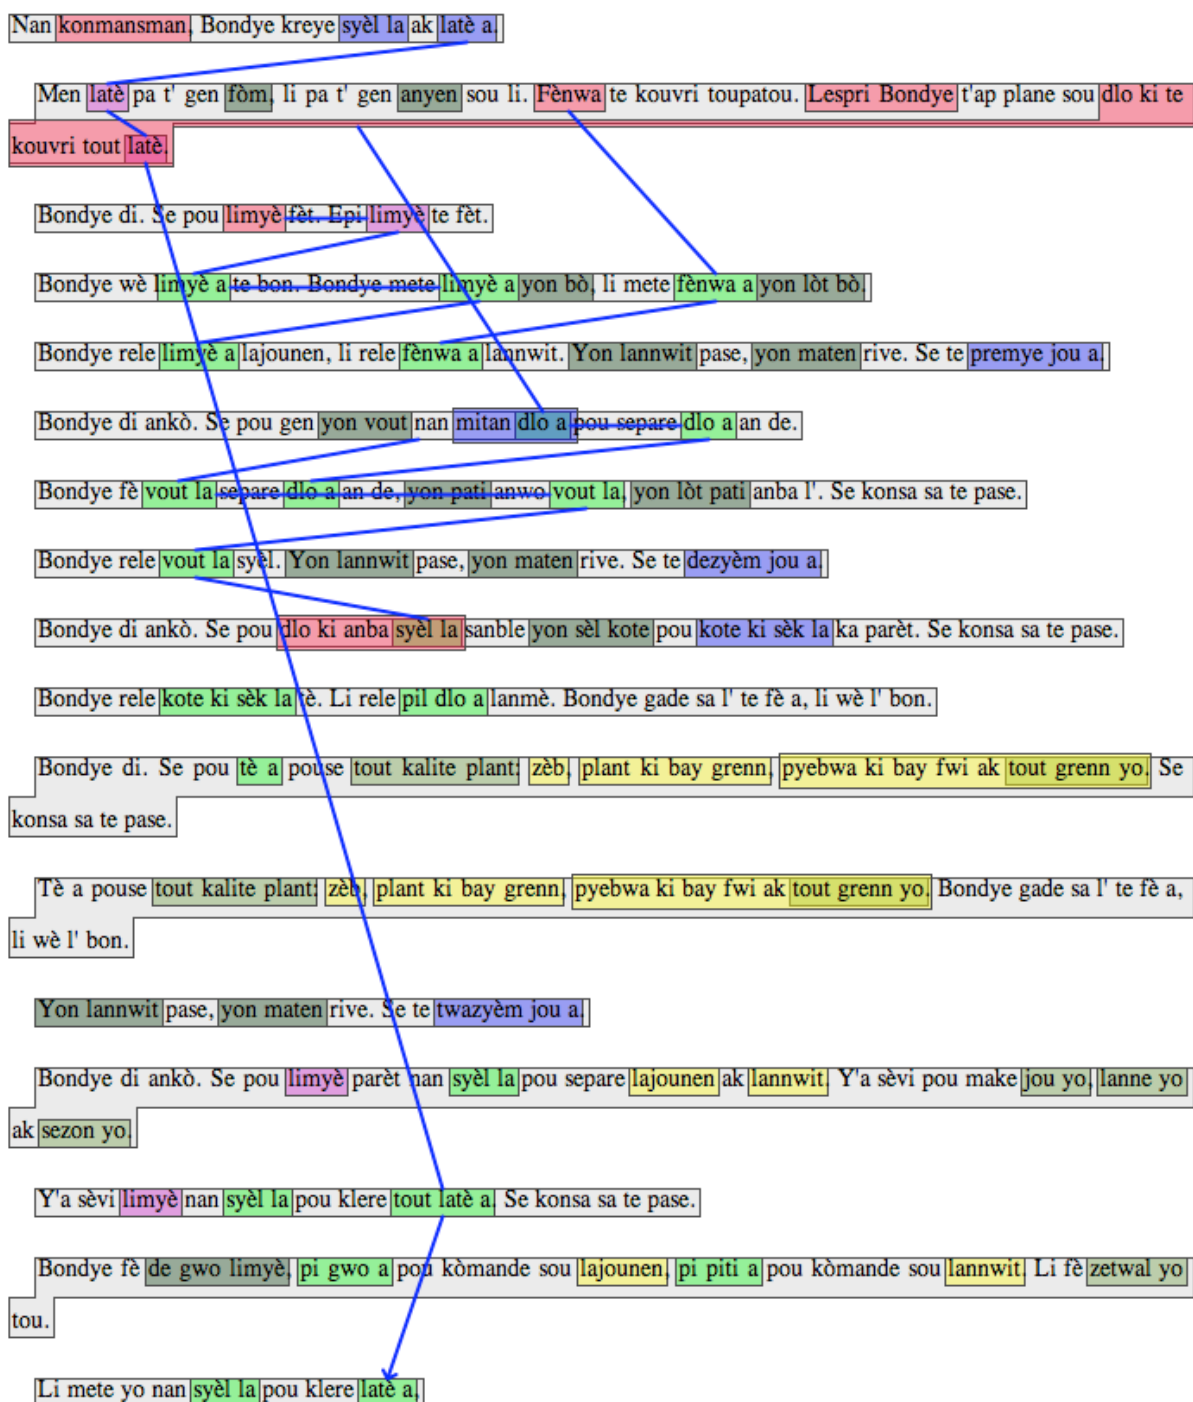 Nan konmansman, Bondye kreye syèl la ak latè a.
Men latè pa t' gen fòm, li pa t' gen anyen sou li. Fènwa te kouvri toupatou. Lespri Bondye t'ap plane sou dlo ki te
kouvri tout latè.
Bondye di. Se pou limyè fèt. Epi limyè te fèt.
Bondye wè limyè a te bon. Bondye mete limyè a yon bò, li mete fènwa a yon lòt bò.
Bondye rele limyè a lajounen, li rele fènwa a lannwit. Yon lannwit pase, yon maten rive. Se te premye jou a.
Bondye di ankò. Se pou gen yon vout nan mitan dlo a pou separe dlo a an de.
Bondye fè vout la separe dlo a an de, yon pati anwo vout la, yon lòt pati anba l'. Se konsa sa te pase.
Bondye rele vout la syèl. Yon lannwit pase, yon maten rive. Se te dezyèm jou a.
Bondye di ankò. Se pou dlo ki anba syèl la sanble yon sèl kote pou kote ki sèk la ka parèt. Se konsa sa te pase.
Bondye rele kote ki sèk la tè. Li rele pil dlo a lanmè. Bondye gade sa l' te fè a, li wè l' bon.
Bondye di. Se pou tè a pouse tout kalite plant: zèb, plant ki bay grenn, pyebwa ki bay fwi ak tout grenn yo. Se
konsa sa te pase.
Tè a pouse tout kalite plant: zèb, plant ki bay grenn, pyebwa ki bay fwi ak tout grenn yo. Bondye gade sa l' te fè a,
li wè l' bon.
Yon lannwit pase, yon maten rive. Se te twazyèm jou a.
Bondye di ankò. Se pou limyè parèt nan syèl la pou separe lajounen ak lannwit. Y'a sèvi pou make jou yo, lanne yo
ak sezon yo.
Y'a sèvi limyè nan syèl la pou klere tout latè a. Se konsa sa te pase.
Bondye fè de gwo limyè, pi gwo a pou kòmande sou lajounen, pi piti a pou kòmande sou lannwit. Li fè zetwal yo
tou.
Li mete yo nan syèl la pou klere latè a,